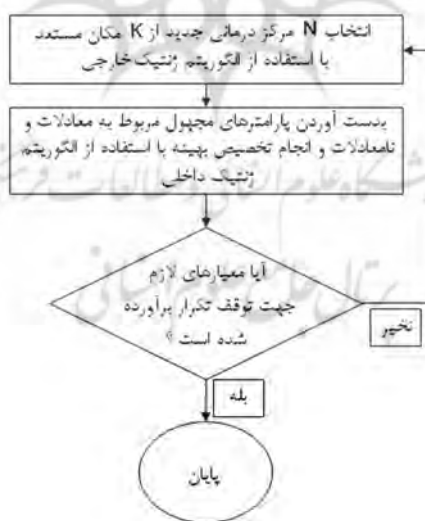 انتخاب N مرکز درمانی جدید از K مکان مستعد
با استفاده از الگوریتم ژنتیک خارجی
بدست آوردن پارامترهای مجهول مربوط به معادلات و
نامعادلات و انجام تخصیص بهینه با استفاده از الگوریتم
ژنتیک داخلی
آیا معیارهای لازم
جهت توقف تکرار برآورده
شده است ؟
نخیر
بله
پایان